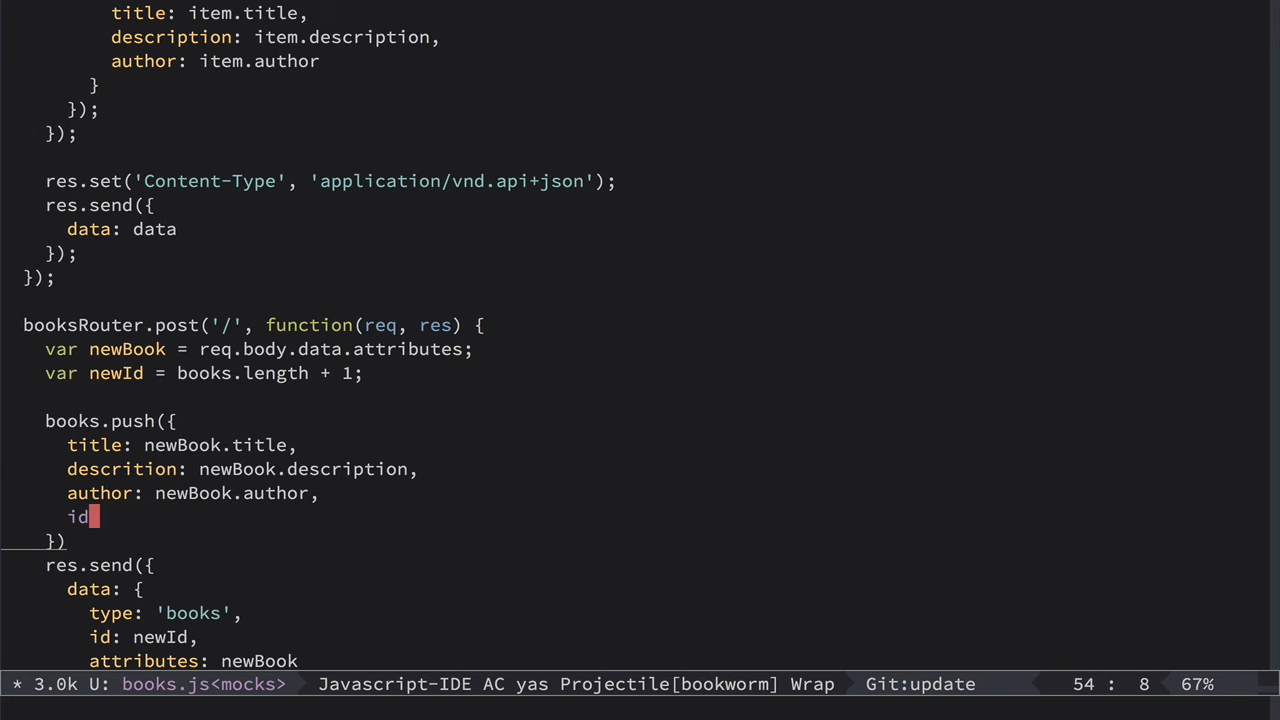 title: item.title,
        description: item.description,
        author: item.author
      }
    });
  });

  res.set('Content-Type', 'application/vnd.api+json');
  res.send({
    data: data
  });
});

booksRouter.post('/', function(req, res) {
  var newBook = req.body.data.attributes;
  var newId = books.length + 1;

  books.push({
    title: newBook.title,
    descrition: newBook.description,
    author: newBook.author,
    id
  })
  res.send({
    data: {
      type: 'books',
      id: newId,
      attributes: newBook
* 3.0k U: books.js<mocks> Javascript-IDE AC yas Projectile[bookworm] Wrap Git:update 54 : 8 67%